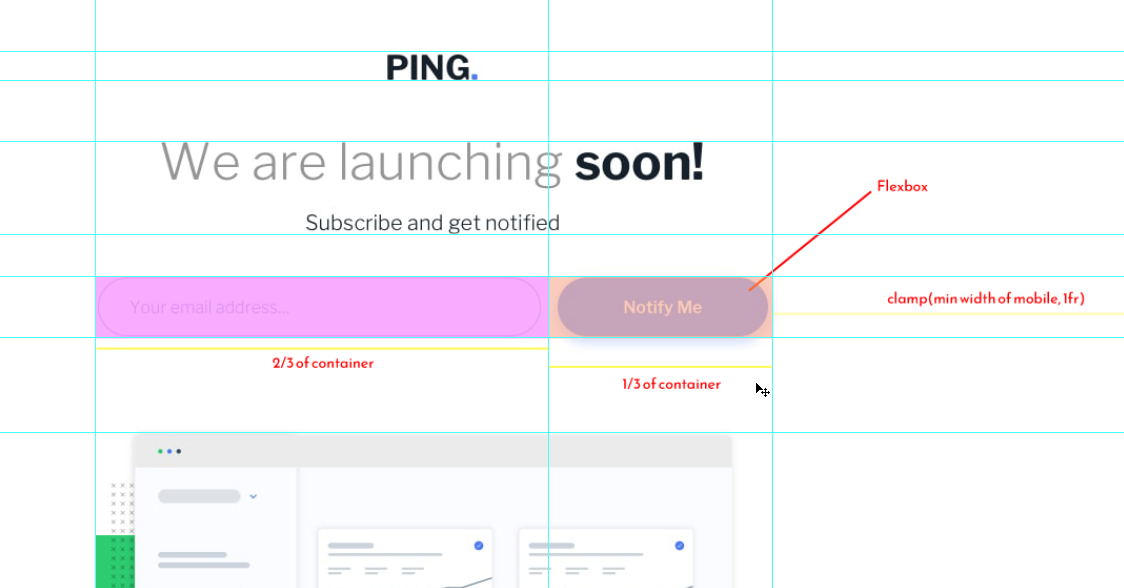 PING.
We are launching soon!
Flexbox
Subscribe and get notified
Your email address...
Notify Me
clamp(min width of mobile, 1fr)
2/3 of container
1/3 of container